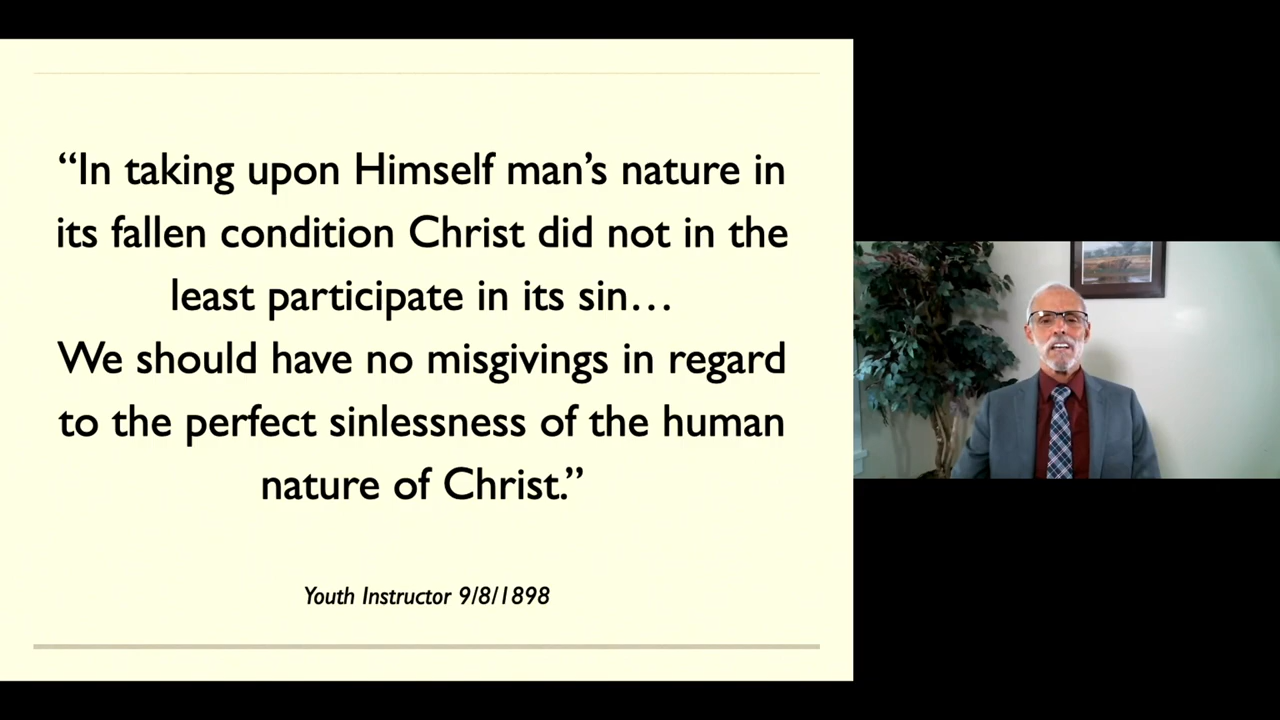 “In taking upon Himself man’s nature in
its fallen condition Christ did not in the
least participate in its sin…
We should have no misgivings in regard
to the perfect sinlessness of the human
nature of Christ.”
Youth Instructor 9/8/1898